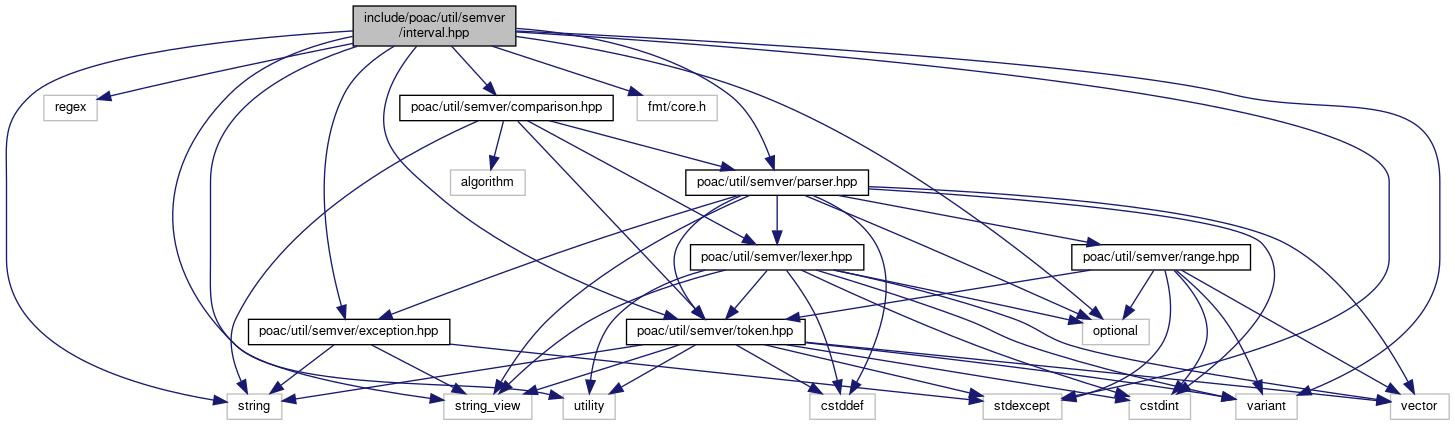 include/poac/util/semver
/interval.hpp
regex
poac/util/semver/comparison.hpp
fmt/core.h
algorithm
poac/util/semver/parser.hpp
poac/util/semver/lexer.hpp
poac/util/semver/range.hpp
poac/util/semver/exception.hpp
poac/util/semver/token.hpp
optional
string
string_view
utility
cstddef
stdexcept
cstdint
variant
vector